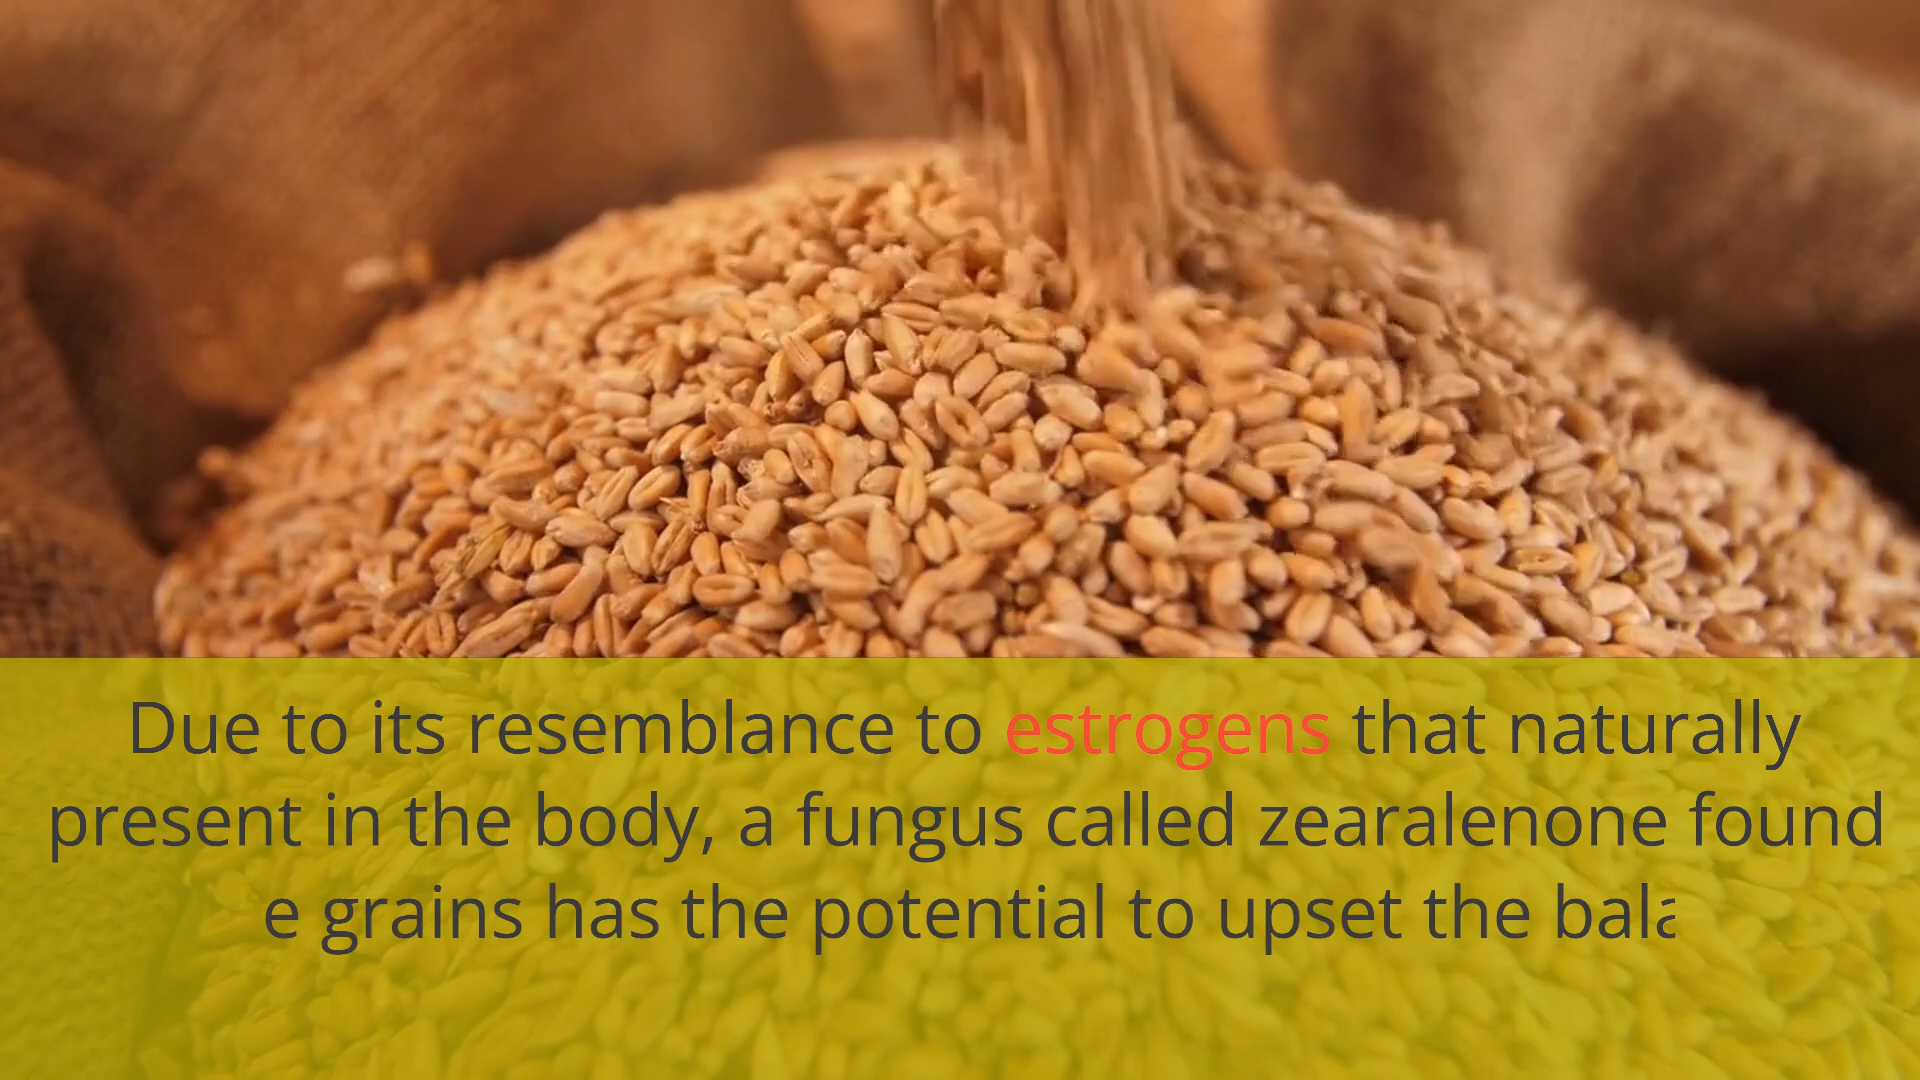 Due to its resemblance to estrogens that naturally
present in the body, a fungus called zearalenone found
e grains has the potential to upset the bala